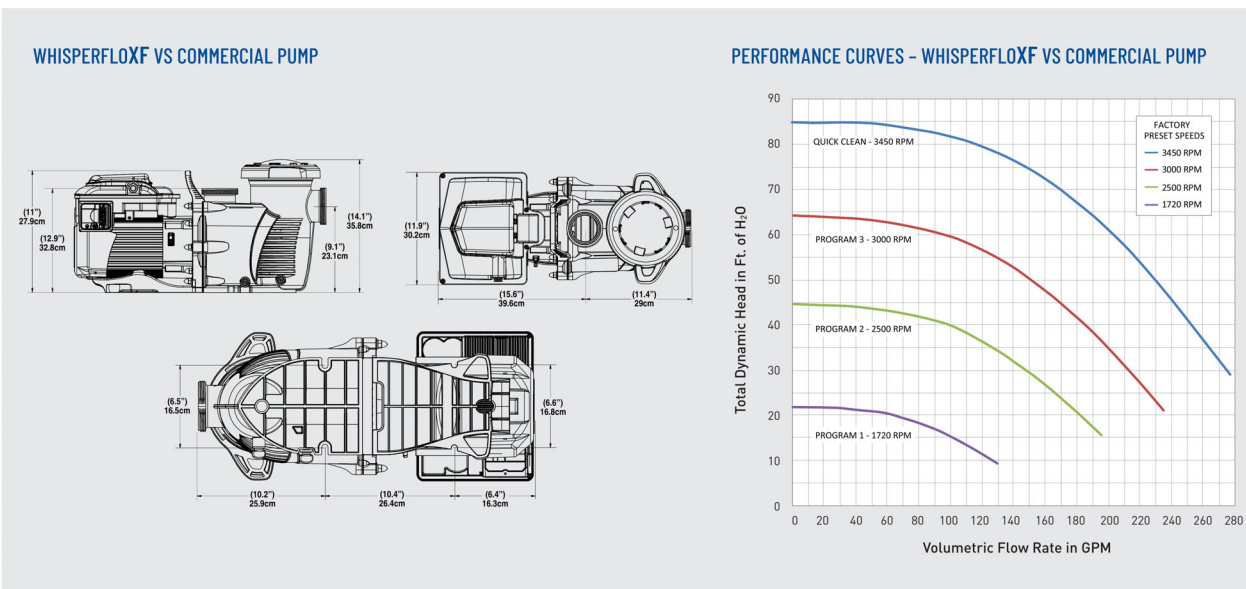 WHISPERFLOXF VS COMMERCIAL PUMP
(11”)
27.9cm
(12.9”)
32.8cm
(14.1”)
35.8cm
(9.1”)
23.1cm
(11.9”)
30.2cm
(15.6”)
39.6cm
(11.4”)
29cm
(6.5”)
16.5cm
(6.6”)
16.8cm
(10.2”)
25.9cm
(10.4”)
26.4cm
(6.4”)
16.3cm
PERFORMANCE CURVES – WHISPERFLOXF VS COMMERCIAL PUMP
Total Dynamic Head in Ft. of H₂O
90
80
70
60
50
40
30
20
10
0
QUICK CLEAN - 3450 RPM
PROGRAM 3 - 3000 RPM
PROGRAM 2 - 2500 RPM
PROGRAM 1 - 1720 RPM
FACTORY
PRESET SPEEDS
3450 RPM
3000 RPM
2500 RPM
1720 RPM
0 20 40 60 80 100 120 140 160 180 200 220 240 260 280
Volumetric Flow Rate in GPM